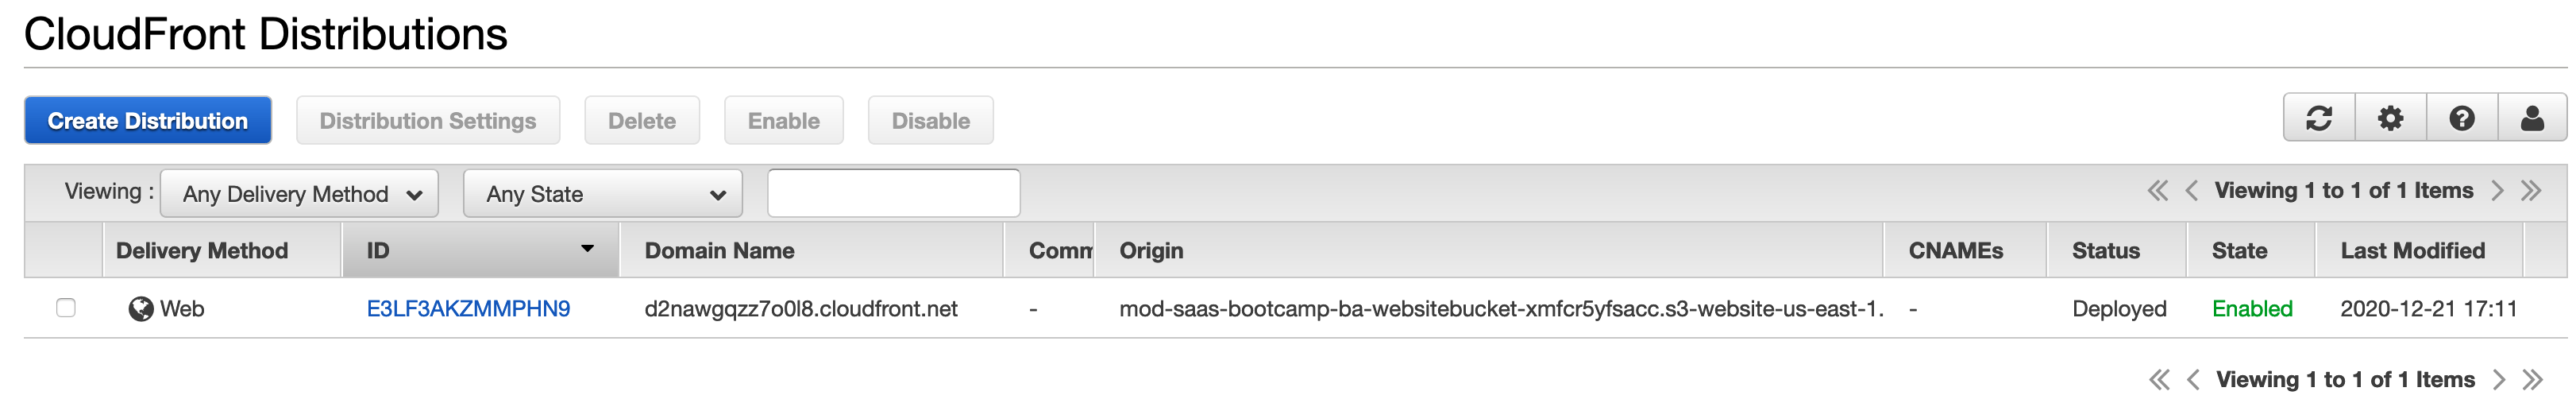 CloudFront Distributions
Create Distribution Distribution Settings Delete Enable Disable
Viewing : Any Delivery Method Any State Viewing 1 to 1 of 1 Items
Delivery Method ID Domain Name Comm Origin CNAMEs Status State Last Modified
Web E3LF3AKZMMPHN9 d2nawgqzz7o0l8.cloudfront.net - mod-saas-bootcamp-ba-websitebucket-xmfcr5yfsacc.s3-website-us-east-1. - Deployed Enabled 2020-12-21 17:11
Viewing 1 to 1 of 1 Items